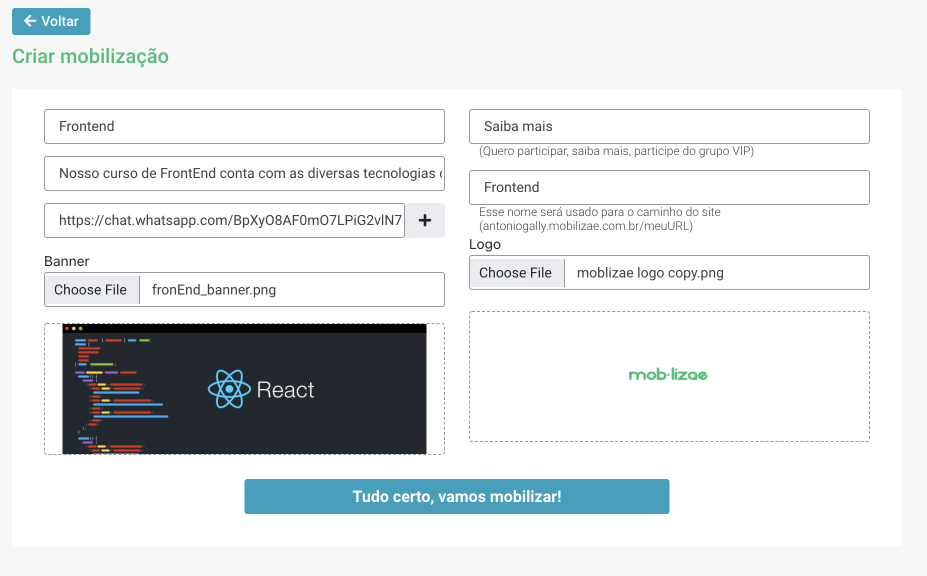 Voltar
Criar mobilização
Frontend
Nosso curso de FrontEnd conta com as diversas tecnologias
https://chat.whatsapp.com/BpXyO8AF0mO7LPiG2vIN7
+
Banner
Choose File fronEnd_banner.png
React
Saiba mais
(Quero participar, saiba mais, participe do grupo VIP)
Frontend
Esse nome será usado para o caminho do site
(antoniogally.mobilizae.com.br/meuURL)
Logo
Choose File moblizae logo copy.png
mob·lizae
Tudo certo, vamos mobilizar!